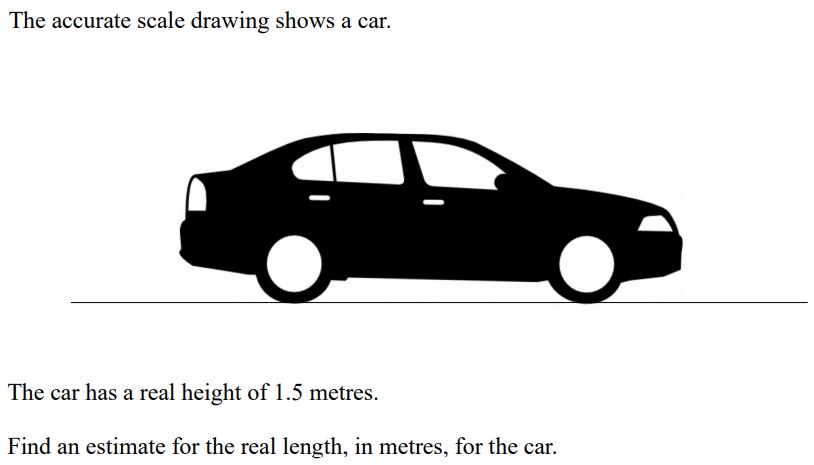 The accurate scale drawing shows a car.
The car has a real height of 1.5 metres.
Find an estimate for the real length, in metres, for the car.